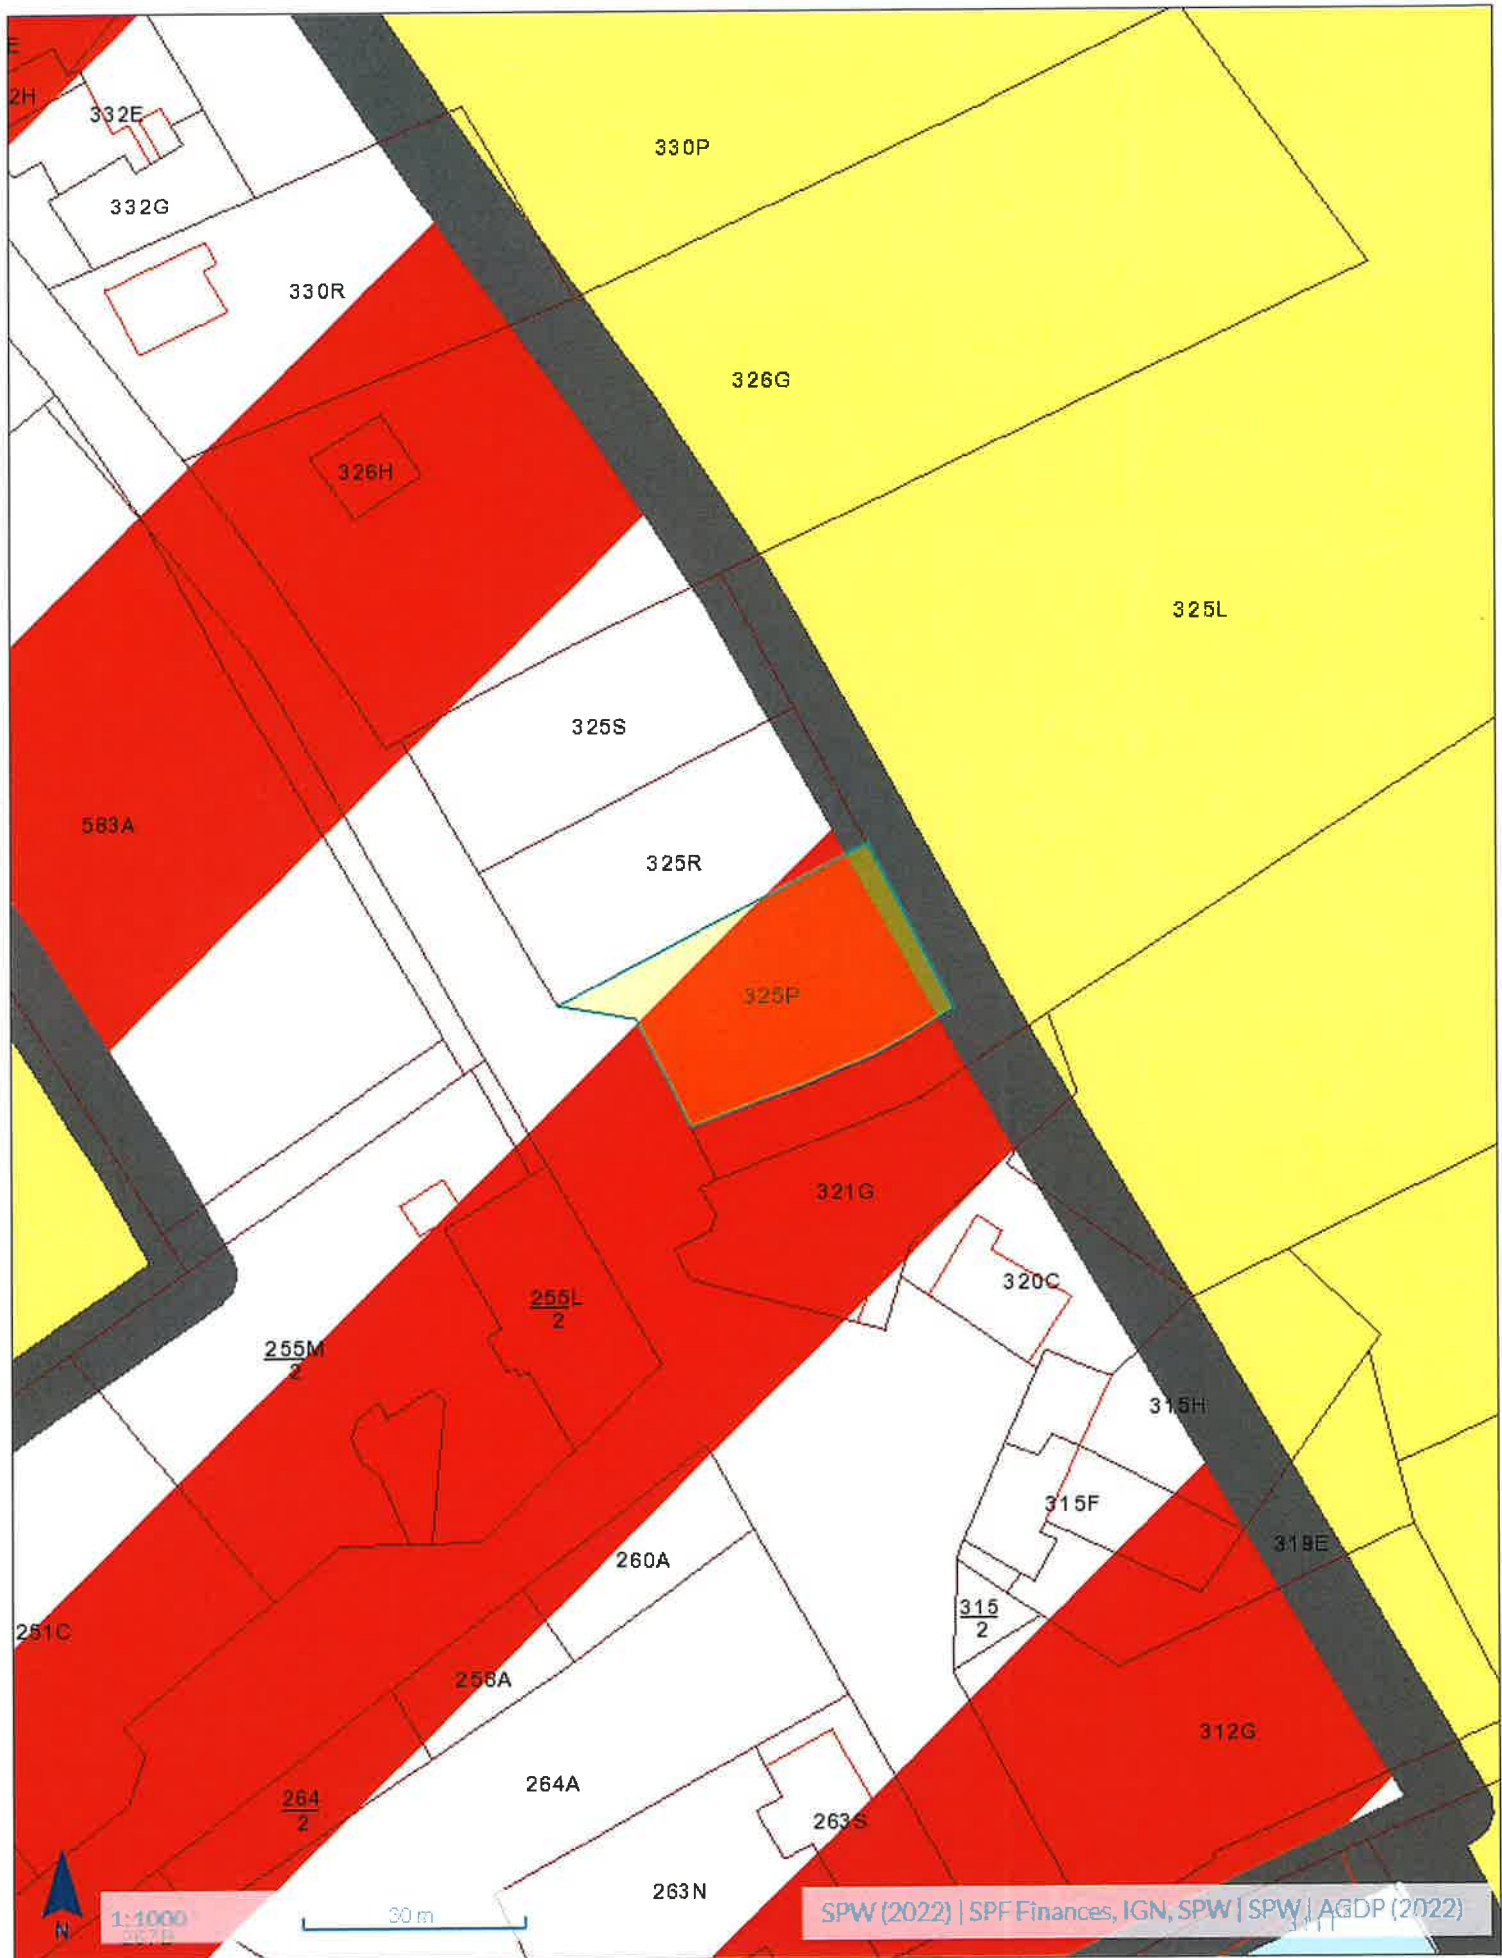 E
2H
332E
330P
332G
330R
326G
326H
325L
325S
583A
325R
325P
321G
320C
255L
2
255M
2
315H
315F
319E
260A
315
2
251C
258A
312G
264A
264
2
263S
263N
1:1000
30 m
N
SPW (2022) | SPF Finances, IGN, SPW | SPW | AGDP (2022)